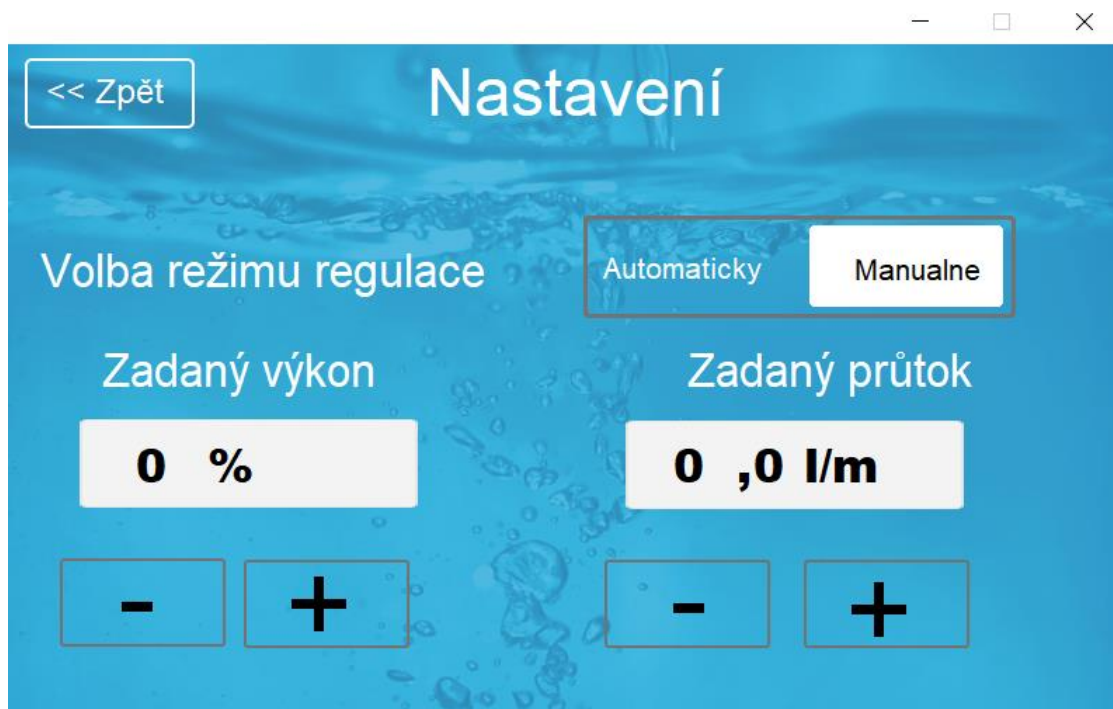 << Zpět
Nastavení
Volba režimu regulace
Automaticky
Manualne
Zadaný výkon
Zadaný průtok
0 %
0 ,0 l/m
- +
- +